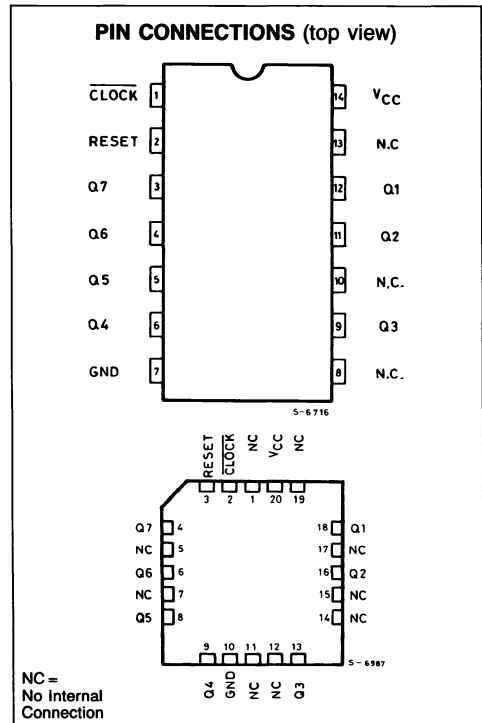 PIN CONNECTIONS (top view)
CLOCK 1 14 VCC
RESET 2 13 N.C
Q7 3 12 Q1
Q6 4 11 Q2
Q5 5 10 N.C.
Q4 6 9 Q3
GND 7 8 N.C.
S-6716
RESET CLOCK NC VCC NC
3 2 1 20 19
Q7 4 18 Q1
NC 5 17 NC
Q6 6 16 Q2
NC 7 15 NC
Q5 8 14 NC
9 10 11 12 13
S-6987
Q4 GND NC NC Q3
NC =
No Internal
Connection